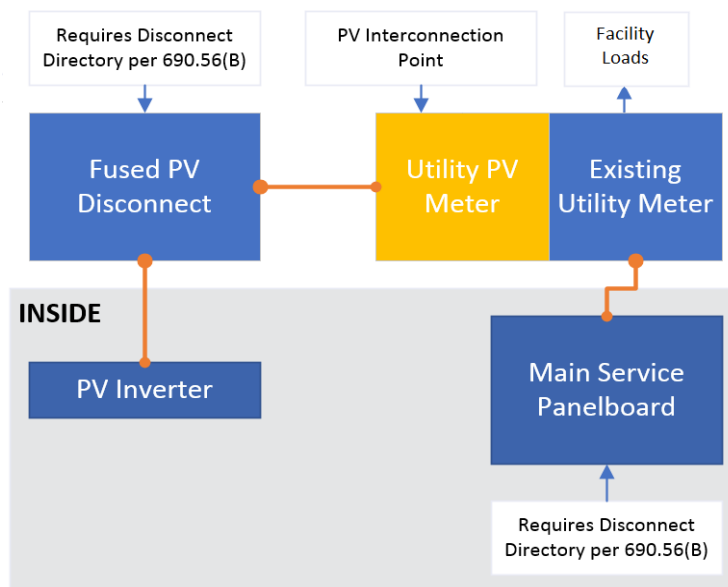 Requires Disconnect
Directory per 690.56(B)
PV Interconnection
Point
Facility
Loads
Fused PV
Disconnect
Utility PV
Meter
Existing
Utility Meter
INSIDE
PV Inverter
Main Service
Panelboard
Requires Disconnect
Directory per 690.56(B)